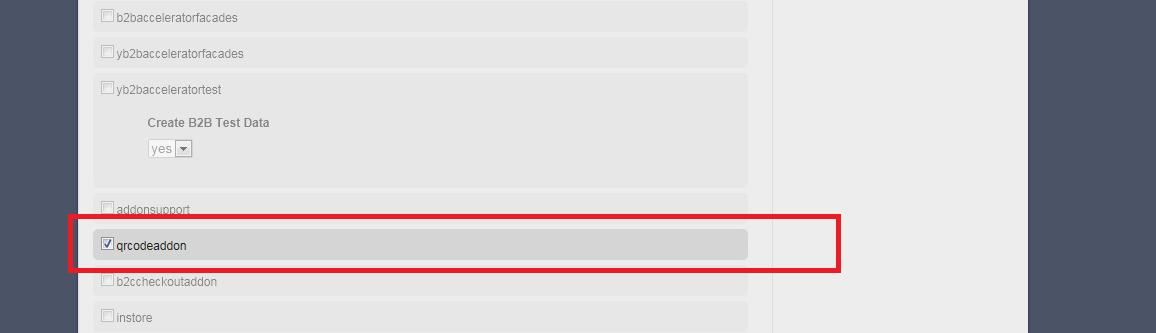 b2bacceleratorfacades
yb2bacceleratorfacades
yb2bacceleratortest
Create B2B Test Data
yes
addonsupport
qrcodeaddon
b2ccheckoutaddon
instore